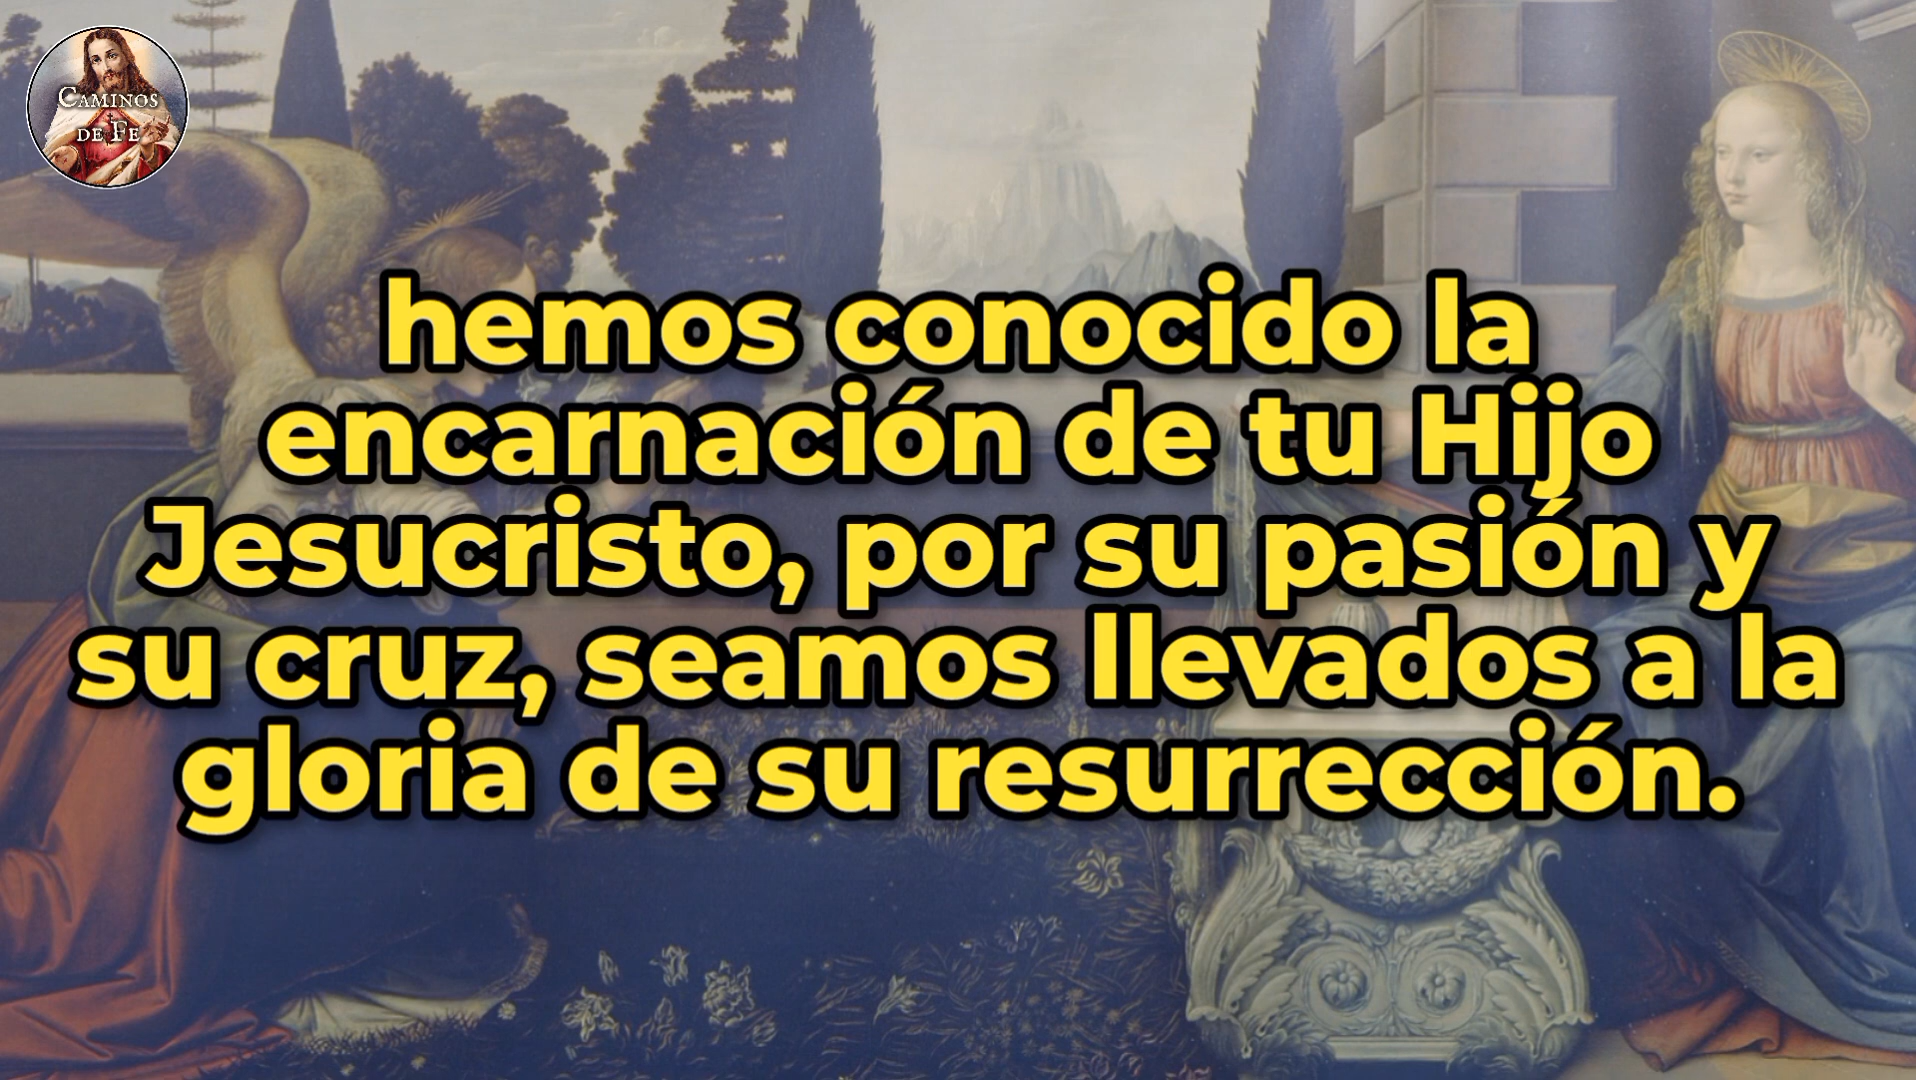 CAMINOS
DE FE
hemos conocido la
encarnación de tu Hijo
Jesucristo, por su pasión y
su cruz, seamos llevados a la
gloria de su resurrección.